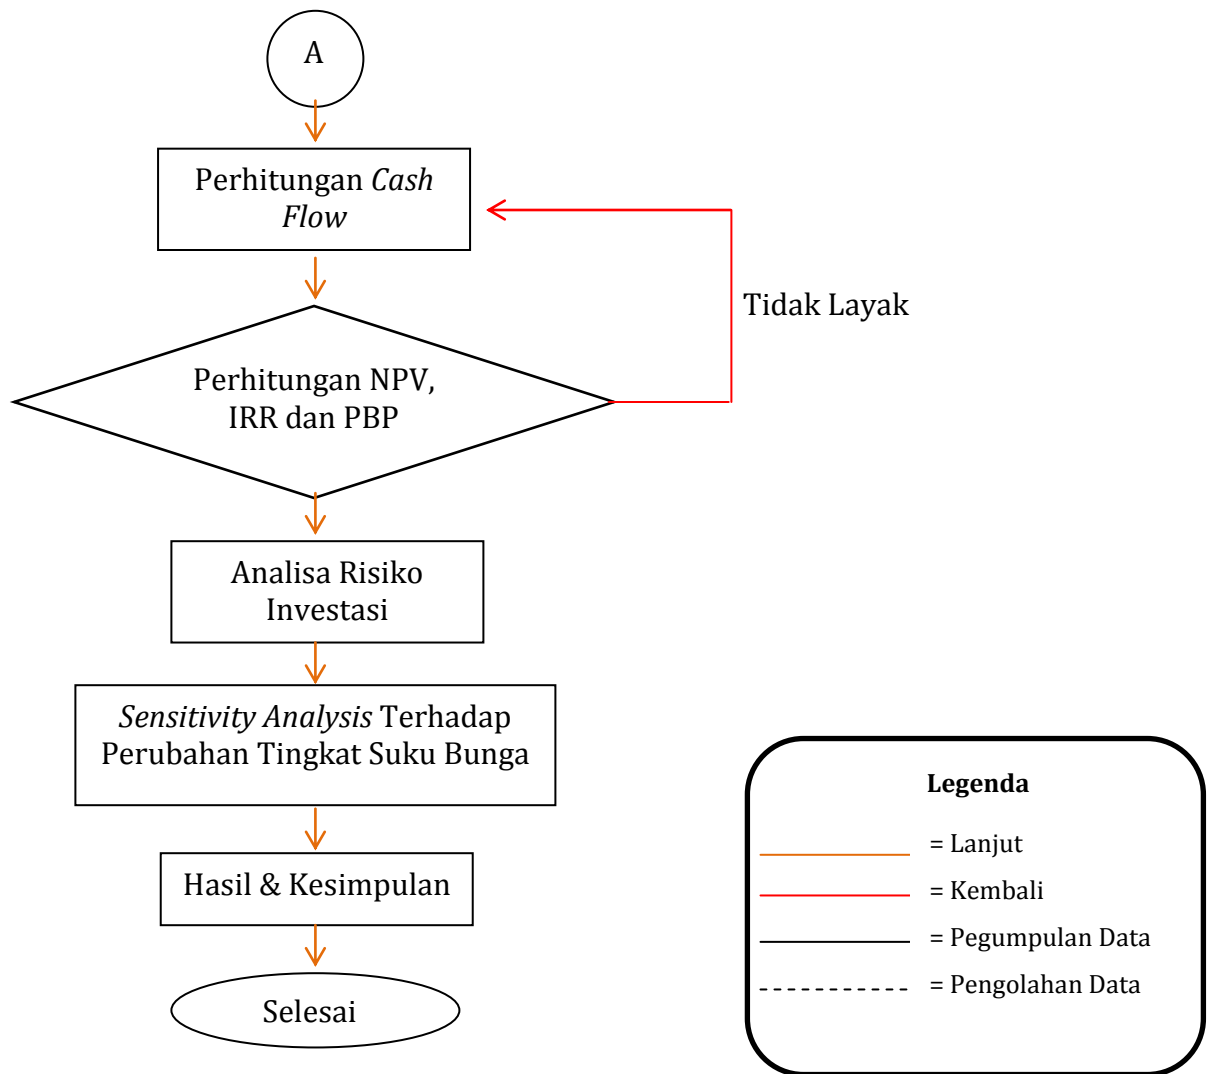 A
Perhitungan Cash
Flow
Tidak Layak
Perhitungan NPV,
IRR dan PBP
Analisa Risiko
Investasi
Sensitivity Analysis Terhadap
Perubahan Tingkat Suku Bunga
Hasil & Kesimpulan
Selesai
Legenda
= Lanjut
= Kembali
= Pegumpulan Data
= Pengolahan Data